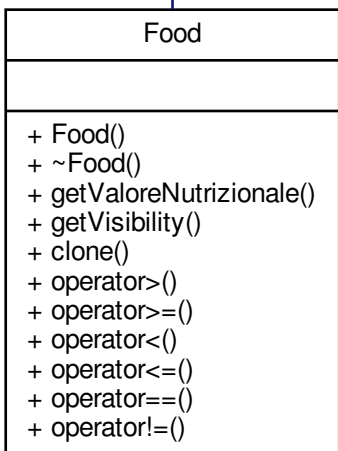 Food
+ Food()
+ ~Food()
+ getValoreNutrizionale()
+ getVisibility()
+ clone()
+ operator>()
+ operator>=()
+ operator<()
+ operator<=()
+ operator==()
+ operator!=()